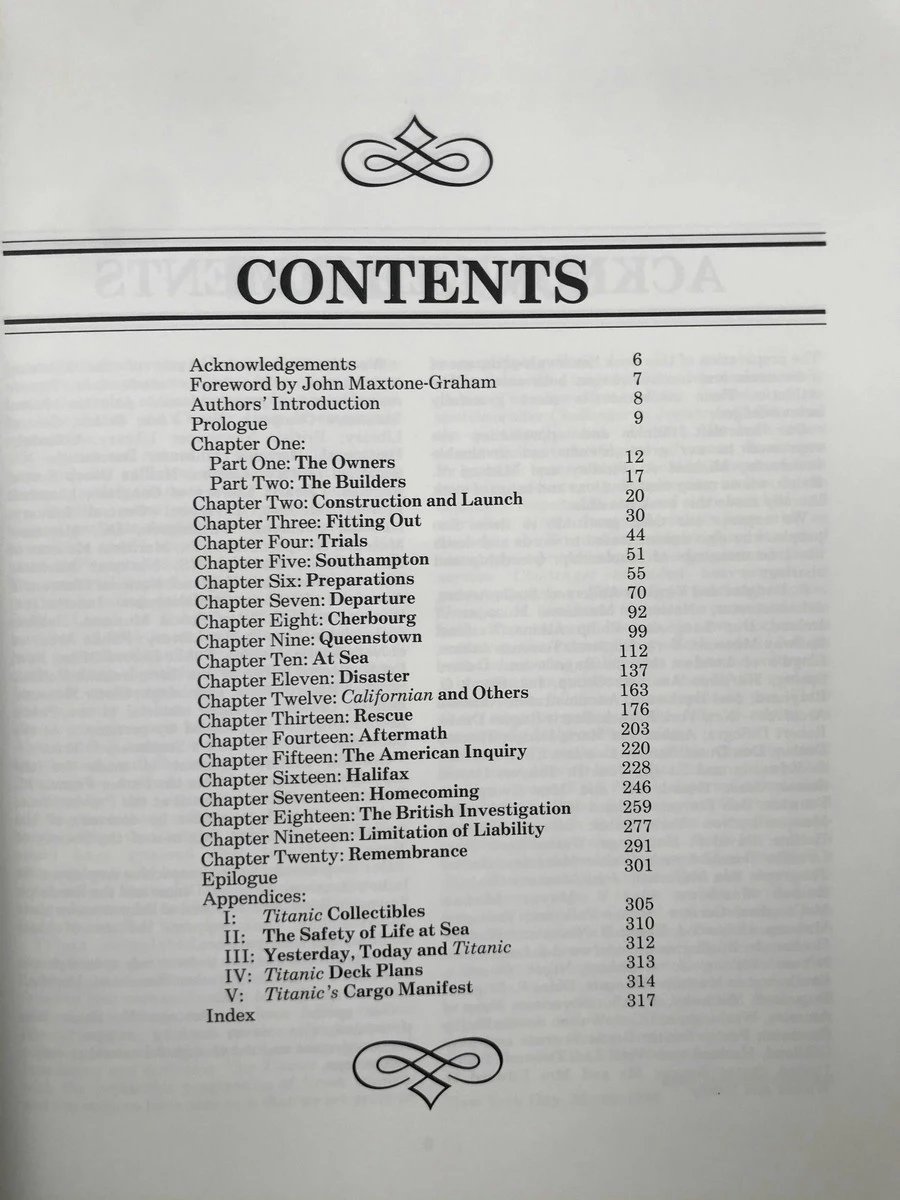 CONTENTS
Acknowledgements 6
Foreword by John Maxtone-Graham 7
Authors' Introduction 8
Prologue 9
Chapter One:
Part One: The Owners 12
Part Two: The Builders 17
Chapter Two: Construction and Launch 20
Chapter Three: Fitting Out 30
Chapter Four: Trials 44
Chapter Five: Southampton 51
Chapter Six: Preparations 55
Chapter Seven: Departure 70
Chapter Eight: Cherbourg 92
Chapter Nine: Queenstown 99
Chapter Ten: At Sea 112
Chapter Eleven: Disaster 137
Chapter Twelve: Californian and Others 163
Chapter Thirteen: Rescue 176
Chapter Fourteen: Aftermath 203
Chapter Fifteen: The American Inquiry 220
Chapter Sixteen: Halifax 228
Chapter Seventeen: Homecoming 246
Chapter Eighteen: The British Investigation 259
Chapter Nineteen: Limitation of Liability 277
Chapter Twenty: Remembrance 291
Epilogue 301
Appendices:
I: Titanic Collectibles 305
II: The Safety of Life at Sea 310
III: Yesterday, Today and Titanic 312
IV: Titanic Deck Plans 313
V: Titanic's Cargo Manifest 314
Index 317